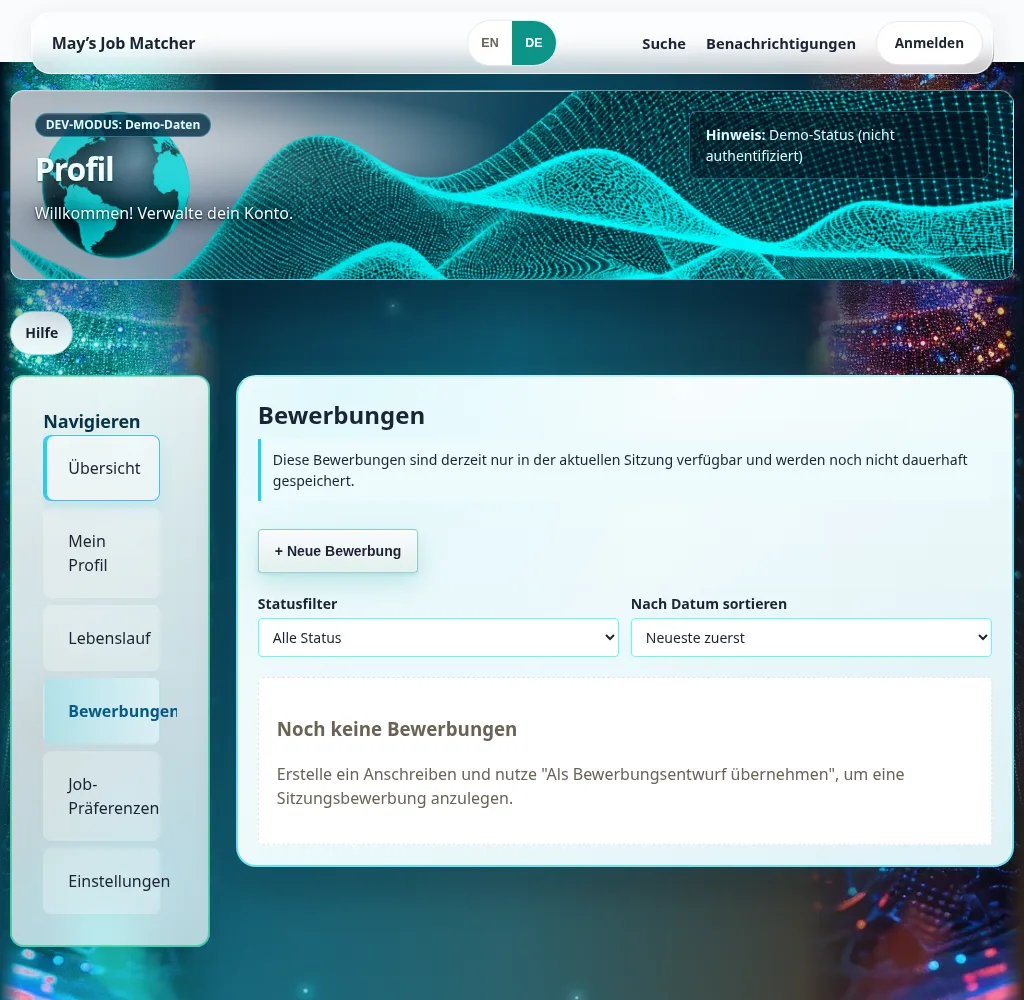 May’s Job Matcher
EN
DE
Suche
Benachrichtigungen
Anmelden
DEV-MODUS: Demo-Daten
Profil
Willkommen! Verwalte dein Konto.
Hinweis: Demo-Status (nicht
authentifiziert)
Hilfe
Navigieren
Übersicht
Mein
Profil
Lebenslauf
Bewerbungen
Job-
Präferenzen
Einstellungen
Bewerbungen
Diese Bewerbungen sind derzeit nur in der aktuellen Sitzung verfügbar und werden noch nicht dauerhaft
gespeichert.
+ Neue Bewerbung
Statusfilter
Alle Status
Nach Datum sortieren
Neueste zuerst
Noch keine Bewerbungen
Erstelle ein Anschreiben und nutze "Als Bewerbungsentwurf übernehmen", um eine
Sitzungsbewerbung anzulegen.